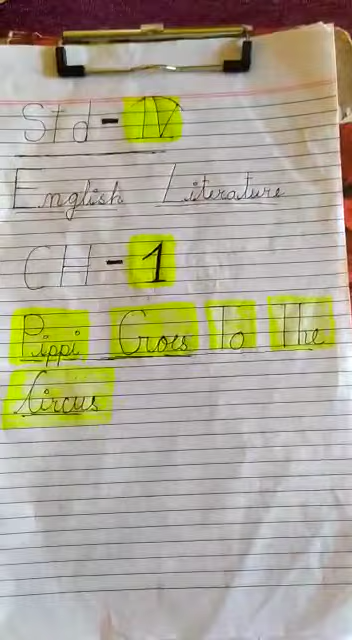 Std - IV
English Literature
CH - 1
Pippi Goes To The
Circus